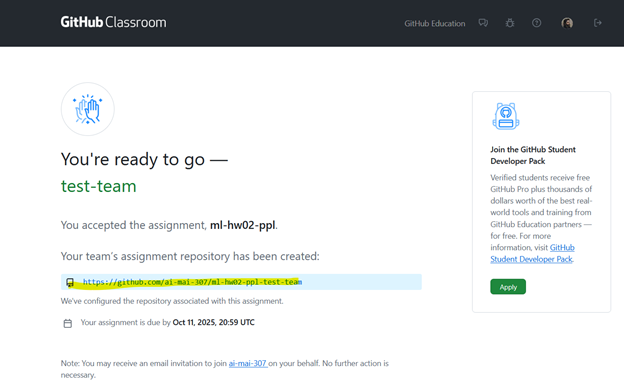 GitHub Classroom
GitHub Education
You're ready to go —
test-team
You accepted the assignment, ml-hw02-ppl.
Your team's assignment repository has been created:
https://github.com/ai-mai-307/ml-hw02-ppl-test-team
We've configured the repository associated with this assignment.
Your assignment is due by Oct 11, 2025, 20:59 UTC
Note: You may receive an email invitation to join ai-mai-307 on your behalf. No further action is
necessary.
Join the GitHub Student
Developer Pack
Verified students receive free
GitHub Pro plus thousands of
dollars worth of the best real-
world tools and training from
GitHub Education partners —
for free. For more
information, visit GitHub
Student Developer Pack.
Apply